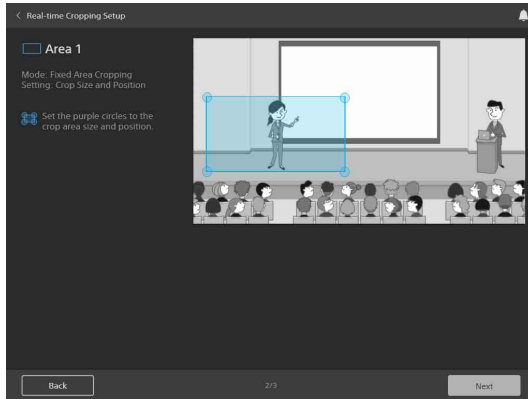 Real-time Cropping Setup
Area 1
Mode: Fixed Area Cropping
Setting: Crop Size and Position
Set the purple circles to the
crop area size and position.
Back
2/3
Next